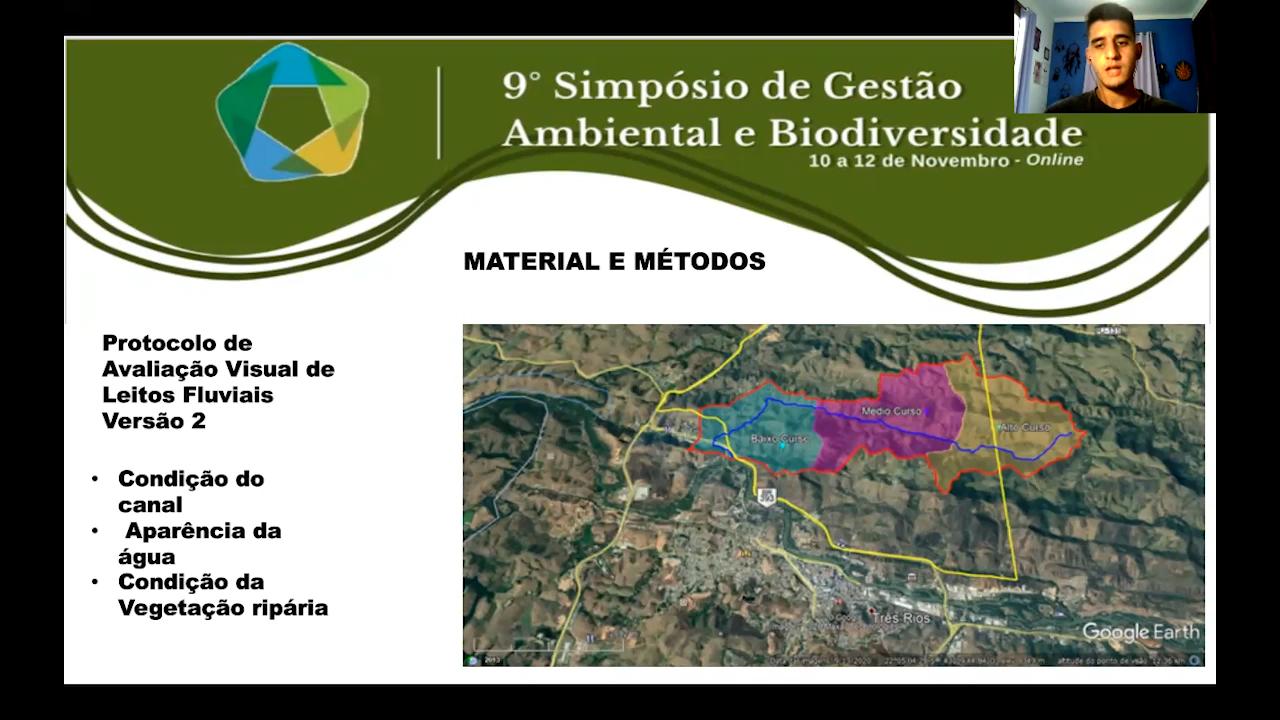 9° Simpósio de Gestão
Ambiental e Biodiversidade
10 a 12 de Novembro - Online
MATERIAL E MÉTODOS
Protocolo de
Avaliação Visual de
Leitos Fluviais
Versão 2
• Condição do
canal
• Aparência da
água
• Condição da
Vegetação ripária
Médio Curso
Alto Curso
Baixo Curso
393
Três Rios
Google Earth
2013